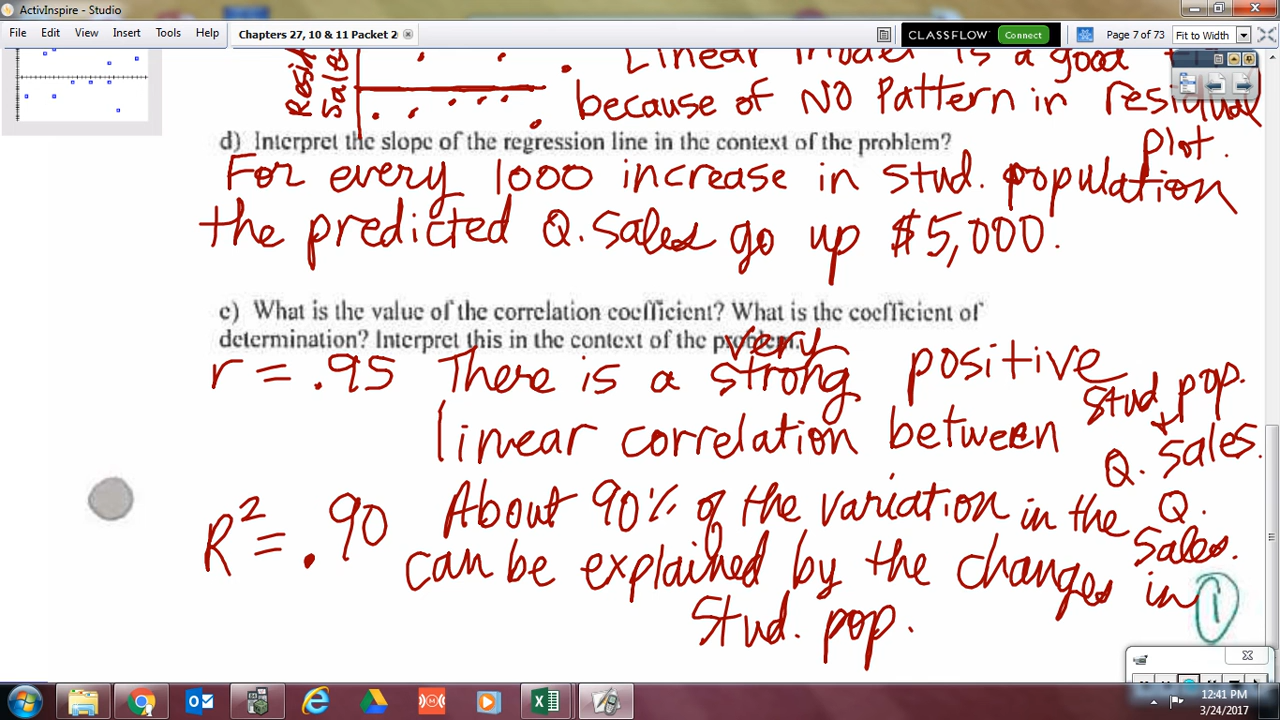 ActivInspire - Studio
File Edit View Insert Tools Help Chapters 27, 10 & 11 Packet 2 CLASSFLOW Connect Page 7 of 73 Fit to Width
Linear model is a good
because of NO Pattern in residual
plot.
d) Interpret the slope of the regression line in the context of the problem?
For every 1000 increase in stud. population
the predicted Q. Sales go up $5,000.
e) What is the value of the correlation coefficient? What is the coefficient of
determination? Interpret this in the context of the problem.
r = .95 There is a very strong positive
linear correlation between stud pop. + Q. Sales.
R² = .90 About 90% of the variation in the Q. Sales.
can be explained by the changes in
Stud. pop.
1
12:41 PM
3/24/2017